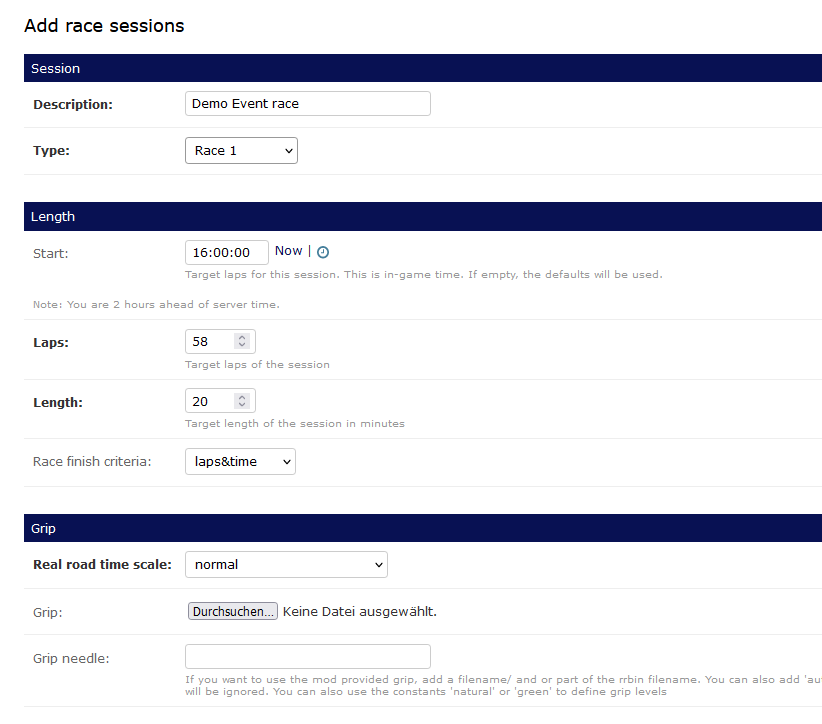 Add race sessions
Session
Description: Demo Event race
Type: Race 1
Length
Start: 16:00:00 Now |
Target laps for this session. This is in-game time. If empty, the defaults will be used.
Note: You are 2 hours ahead of server time.
Laps: 58
Target laps of the session
Length: 20
Target length of the session in minutes
Race finish criteria: laps&time
Grip
Real road time scale: normal
Grip: Durchsuchen... Keine Datei ausgewählt.
Grip needle:
If you want to use the mod provided grip, add a filename/ and or part of the rrbin filename. You can also add 'au
will be ignored. You can also use the constants 'natural' or 'green' to define grip levels